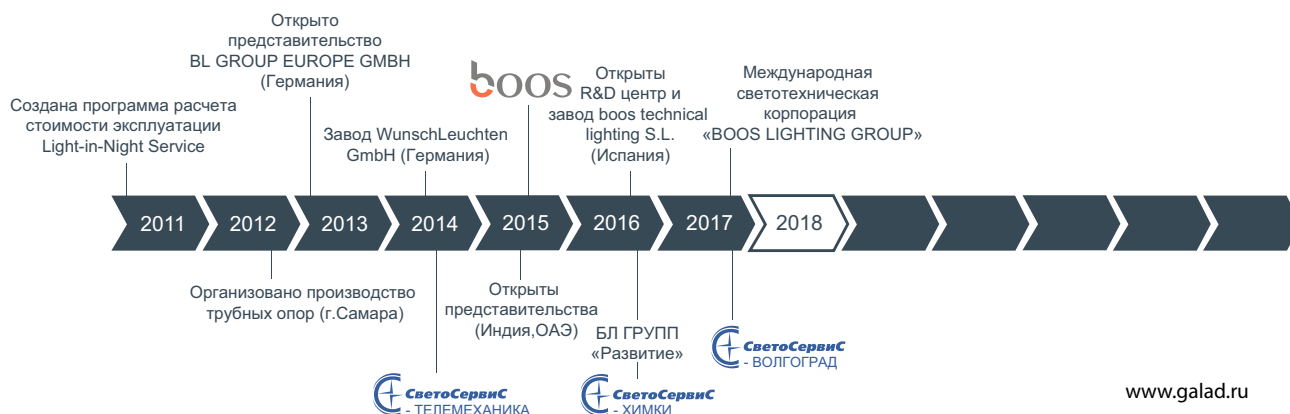 Создана программа расчета
стоимости эксплуатации
Light-in-Night Service
Открыто
представительство
BL GROUP EUROPE GMBH
(Германия)
Завод WunschLeuchten
GmbH (Германия)
boos
Открыты
R&D центр и
завод boos technical
lighting S.L.
(Испания)
Международная
светотехническая
корпорация
«BOOS LIGHTING GROUP»
2011
2012
2013
2014
2015
2016
2017
2018
Организовано производство
трубных опор (г.Самара)
СветоСервиС
- ТЕЛЕМЕХАНИКА
Открыты
представительства
(Индия,ОАЭ)
БЛ ГРУПП
«Развитие»
СветоСервиС
- ХИМКИ
СветоСервиС
- ВОЛГОГРАД
www.galad.ru